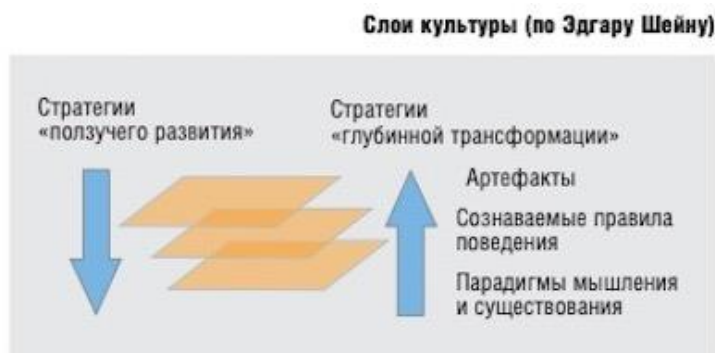 Слои культуры (по Эдгару Шейну)
Стратегии
«ползучего развития»
Стратегии
«глубинной трансформации»
Артефакты
Сознаваемые правила
поведения
Парадигмы мышления
и существования